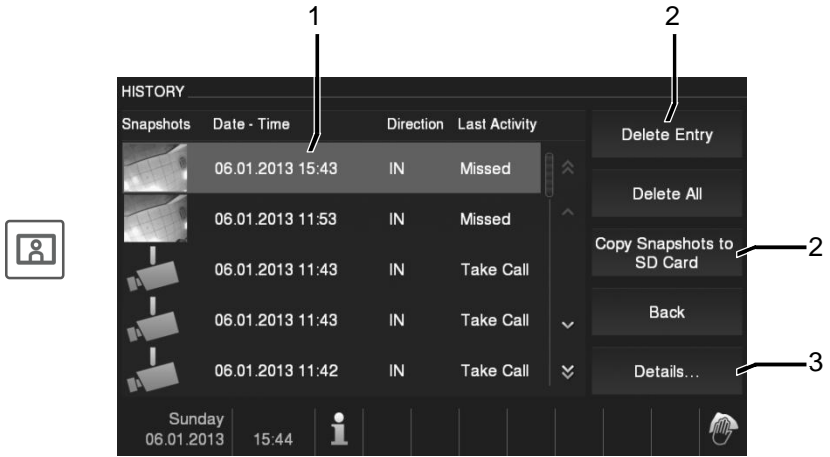 1
2
HISTORY
Snapshots Date - Time Direction Last Activity
Delete Entry
06.01.2013 15:43 IN Missed
Delete All
06.01.2013 11:53 IN Missed
Copy Snapshots to
SD Card
2
06.01.2013 11:43 IN Take Call
06.01.2013 11:43 IN Take Call
Back
06.01.2013 11:42 IN Take Call
Details...
3
Sunday
06.01.2013 15:44